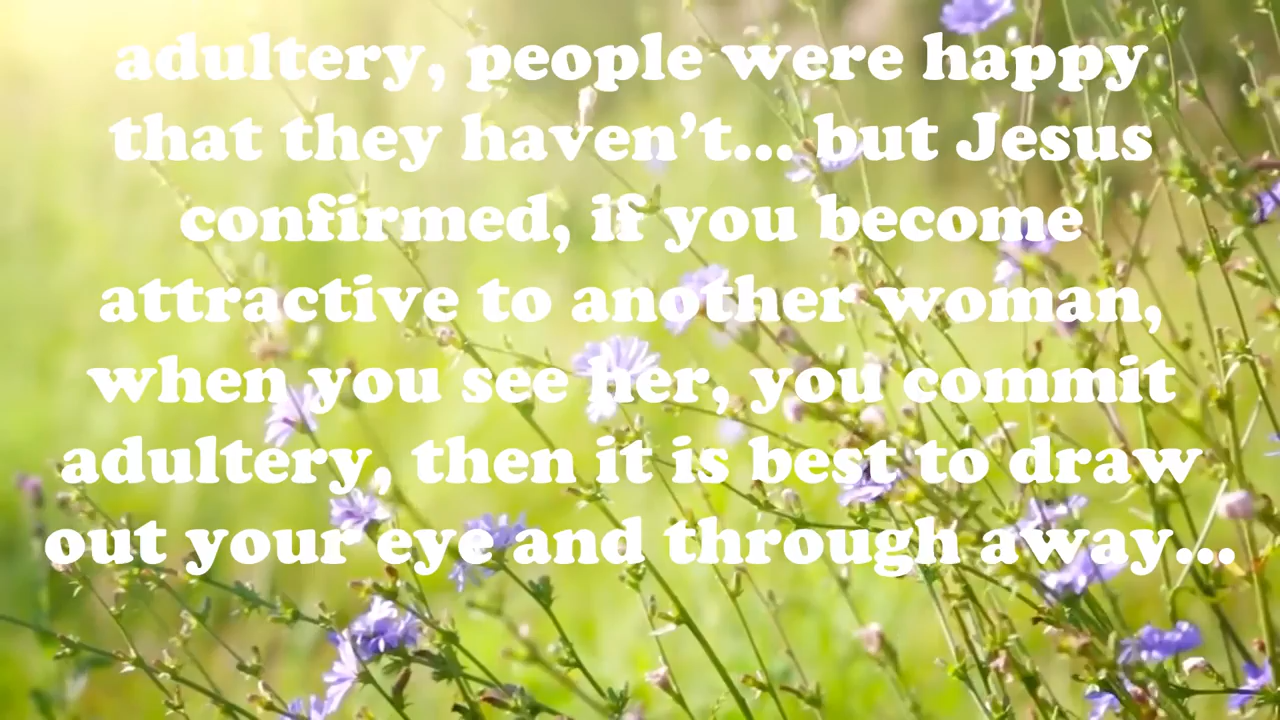 adultery, people were happy
that they haven’t... but Jesus
confirmed, if you become
attractive to another woman,
when you see her, you commit
adultery, then it is best to draw
out your eye and through away...